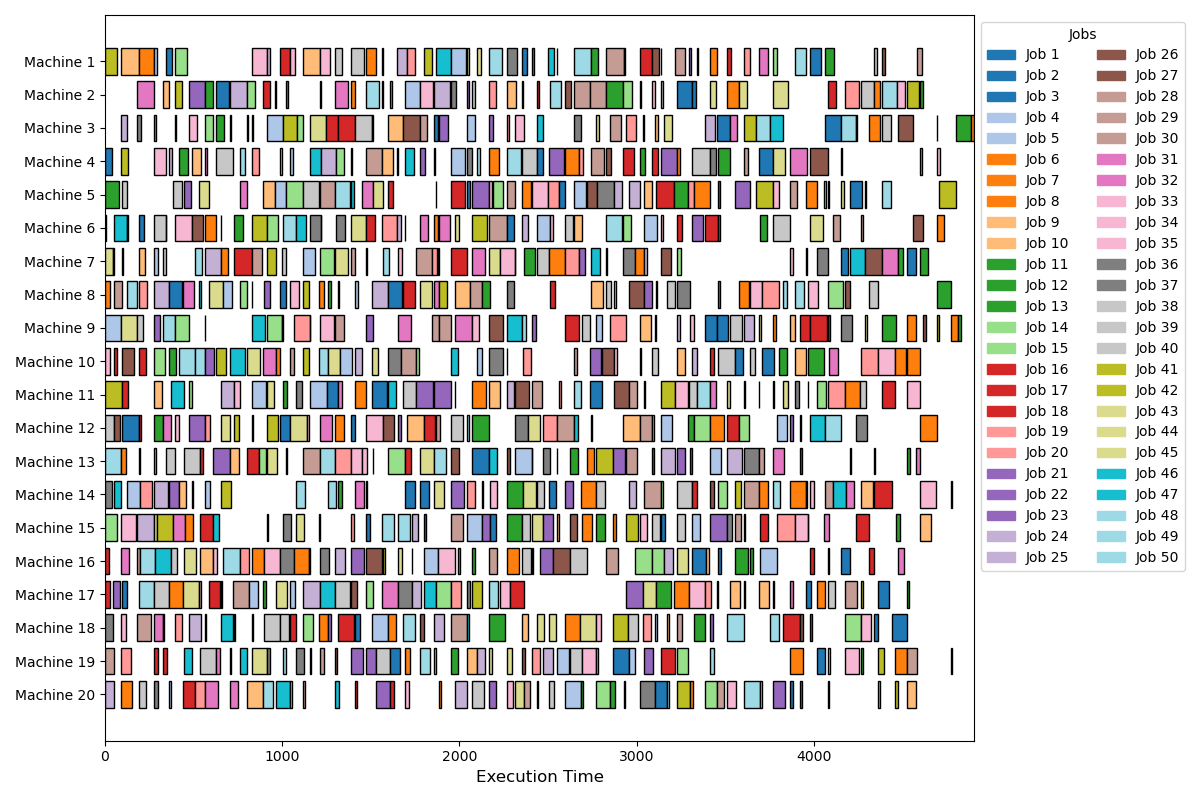 Machine 1
Machine 2
Machine 3
Machine 4
Machine 5
Machine 6
Machine 7
Machine 8
Machine 9
Machine 10
Machine 11
Machine 12
Machine 13
Machine 14
Machine 15
Machine 16
Machine 17
Machine 18
Machine 19
Machine 20
0 1000 2000 3000 4000
Execution Time
Jobs
Job 1
Job 2
Job 3
Job 4
Job 5
Job 6
Job 7
Job 8
Job 9
Job 10
Job 11
Job 12
Job 13
Job 14
Job 15
Job 16
Job 17
Job 18
Job 19
Job 20
Job 21
Job 22
Job 23
Job 24
Job 25
Job 26
Job 27
Job 28
Job 29
Job 30
Job 31
Job 32
Job 33
Job 34
Job 35
Job 36
Job 37
Job 38
Job 39
Job 40
Job 41
Job 42
Job 43
Job 44
Job 45
Job 46
Job 47
Job 48
Job 49
Job 50